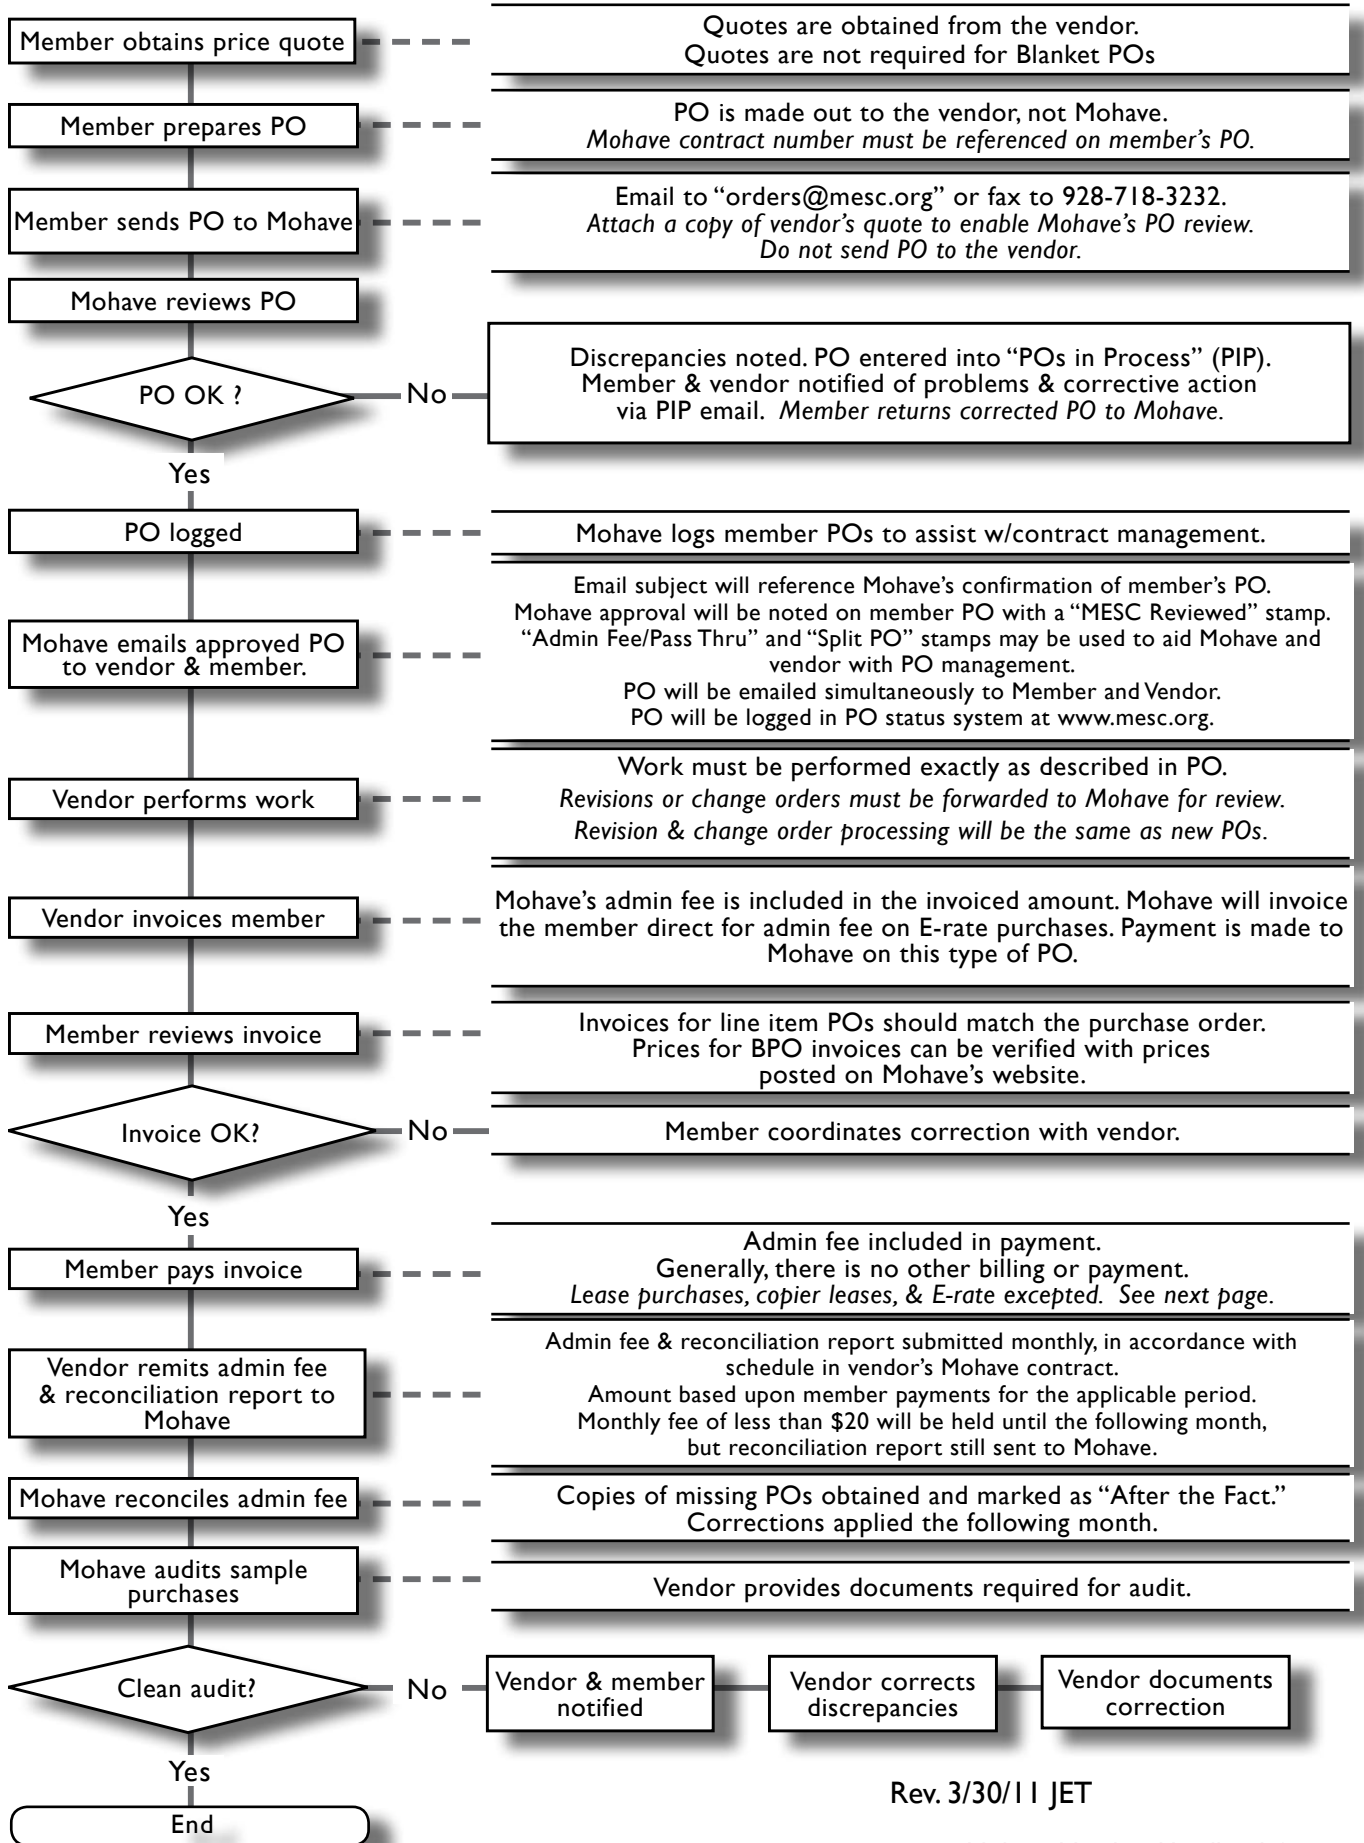 Member obtains price quote
Quotes are obtained from the vendor.
Quotes are not required for Blanket POs
Member prepares PO
PO is made out to the vendor, not Mohave.
Mohave contract number must be referenced on member's PO.
Member sends PO to Mohave
Email to “orders@mesc.org” or fax to 928-718-3232.
Attach a copy of vendor's quote to enable Mohave's PO review.
Do not send PO to the vendor.
Mohave reviews PO
PO OK ?
No
Discrepancies noted. PO entered into “POs in Process” (PIP).
Member & vendor notified of problems & corrective action
via PIP email. Member returns corrected PO to Mohave.
Yes
PO logged
Mohave logs member POs to assist w/contract management.
Mohave emails approved PO
to vendor & member.
Email subject will reference Mohave's confirmation of member's PO.
Mohave approval will be noted on member PO with a “MESC Reviewed” stamp.
“Admin Fee/Pass Thru” and “Split PO” stamps may be used to aid Mohave and
vendor with PO management.
PO will be emailed simultaneously to Member and Vendor.
PO will be logged in PO status system at www.mesc.org.
Vendor performs work
Work must be performed exactly as described in PO.
Revisions or change orders must be forwarded to Mohave for review.
Revision & change order processing will be the same as new POs.
Vendor invoices member
Mohave's admin fee is included in the invoiced amount. Mohave will invoice
the member direct for admin fee on E-rate purchases. Payment is made to
Mohave on this type of PO.
Member reviews invoice
Invoices for line item POs should match the purchase order.
Prices for BPO invoices can be verified with prices
posted on Mohave's website.
Invoice OK?
No
Member coordinates correction with vendor.
Yes
Member pays invoice
Admin fee included in payment.
Generally, there is no other billing or payment.
Lease purchases, copier leases, & E-rate excepted. See next page.
Vendor remits admin fee
& reconciliation report to
Mohave
Admin fee & reconciliation report submitted monthly, in accordance with
schedule in vendor's Mohave contract.
Amount based upon member payments for the applicable period.
Monthly fee of less than $20 will be held until the following month,
but reconciliation report still sent to Mohave.
Mohave reconciles admin fee
Copies of missing POs obtained and marked as “After the Fact.”
Corrections applied the following month.
Mohave audits sample
purchases
Vendor provides documents required for audit.
Clean audit?
No
Vendor & member
notified
Vendor corrects
discrepancies
Vendor documents
correction
Yes
End
Rev. 3/30/11 JET